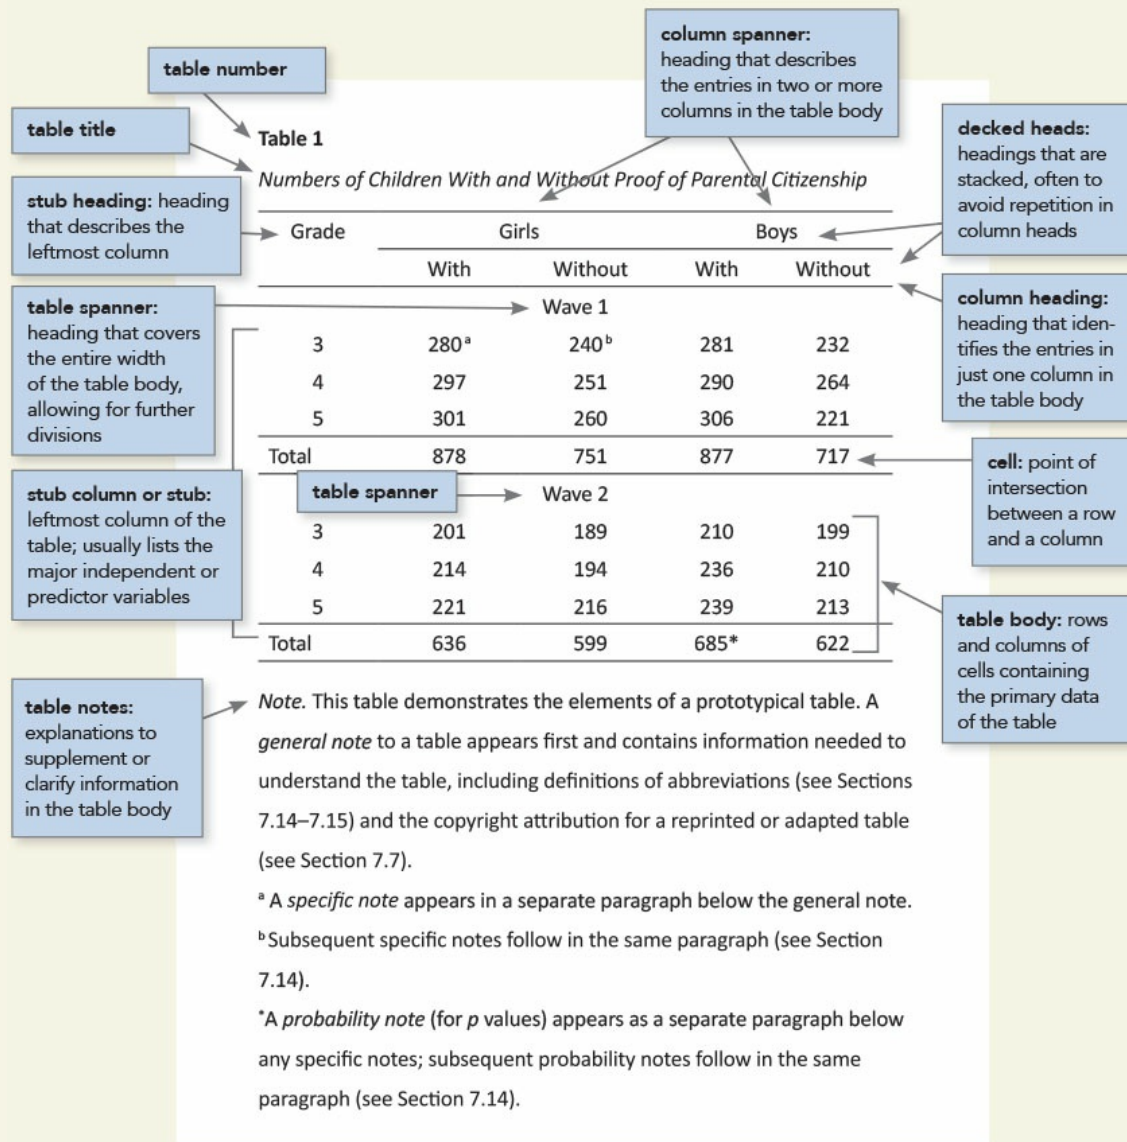 column spanner:
heading that describes
the entries in two or more
columns in the table body
table number
table title
Table 1
decked heads:
headings that are
stacked, often to
avoid repetition in
column heads
Numbers of Children With and Without Proof of Parental Citizenship
stub heading: heading
that describes the
leftmost column
Grade Girls Boys
With Without With Without
column heading:
heading that iden-
tifies the entries in
just one column in
the table body
table spanner:
heading that covers
the entire width
of the table body,
allowing for further
divisions
Wave 1
3 280ᵃ 240ᵇ 281 232
4 297 251 290 264
5 301 260 306 221
Total 878 751 877 717
cell: point of
intersection
between a row
and a column
stub column or stub:
leftmost column of the
table; usually lists the
major independent or
predictor variables
table spanner Wave 2
3 201 189 210 199
4 214 194 236 210
5 221 216 239 213
Total 636 599 685* 622
table body: rows
and columns of
cells containing
the primary data
of the table
table notes:
explanations to
supplement or
clarify information
in the table body
Note. This table demonstrates the elements of a prototypical table. A
general note to a table appears first and contains information needed to
understand the table, including definitions of abbreviations (see Sections
7.14–7.15) and the copyright attribution for a reprinted or adapted table
(see Section 7.7).
ᵃ A specific note appears in a separate paragraph below the general note.
ᵇ Subsequent specific notes follow in the same paragraph (see Section
7.14).
*A probability note (for p values) appears as a separate paragraph below
any specific notes; subsequent probability notes follow in the same
paragraph (see Section 7.14).